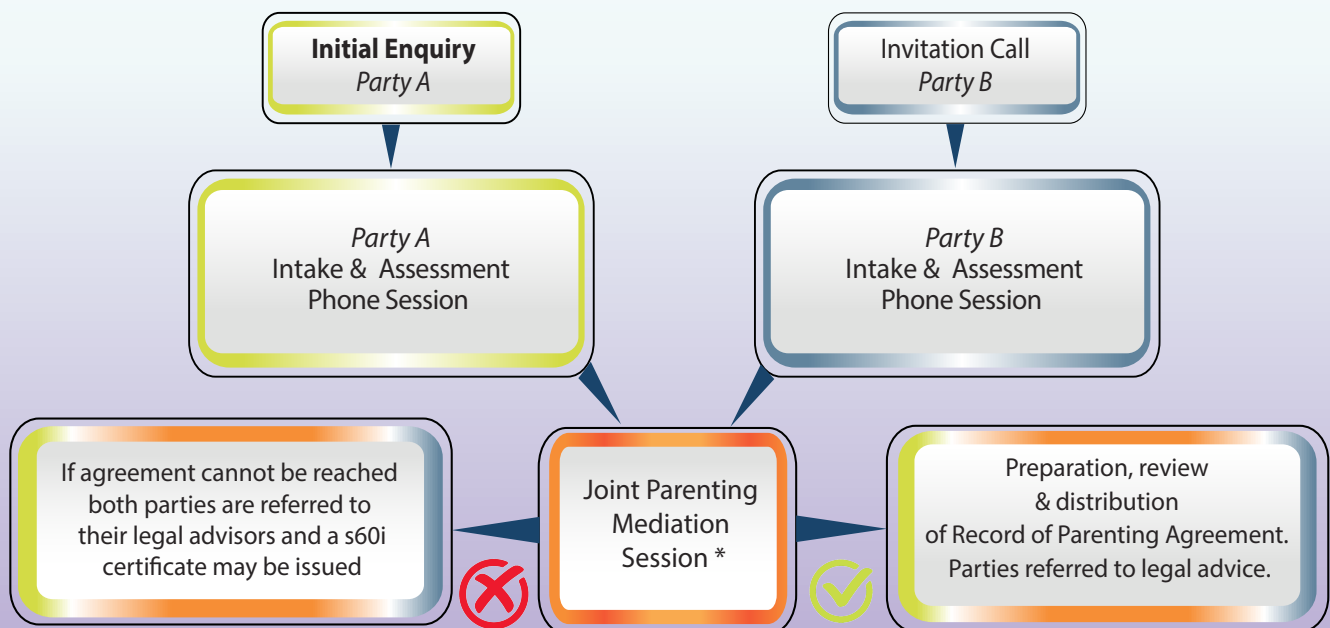 Initial Enquiry
Party A
Invitation Call
Party B
Party A
Intake & Assessment
Phone Session
Party B
Intake & Assessment
Phone Session
If agreement cannot be reached
both parties are referred to
their legal advisors and a s60i
certificate may be issued
Joint Parenting
Mediation
Session *
Preparation, review
& distribution
of Record of Parenting Agreement.
Parties referred to legal advice.